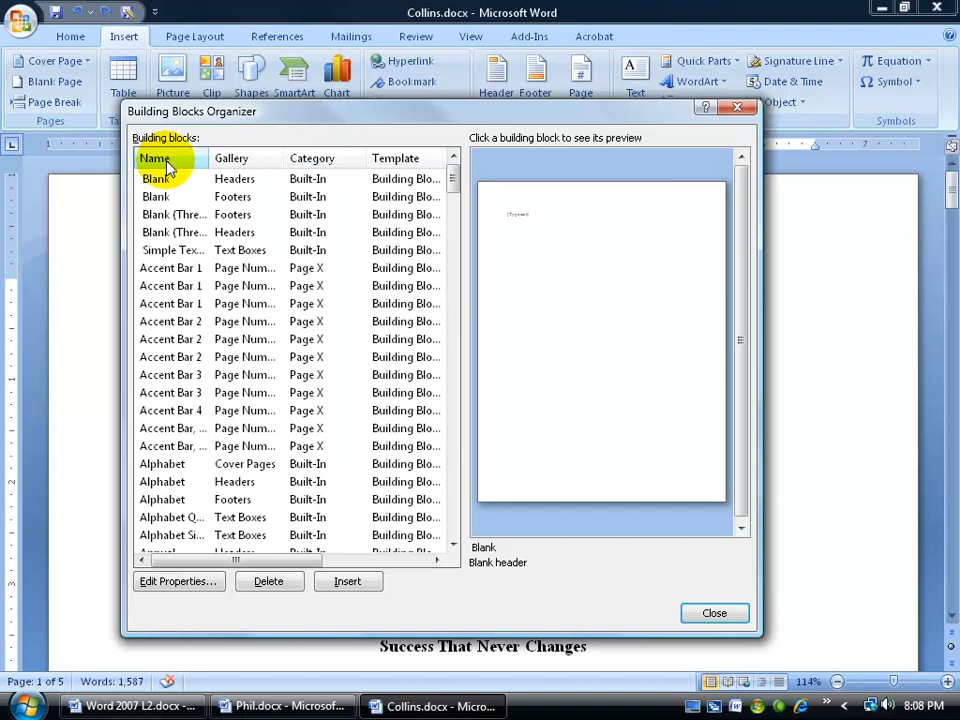 Collins.docx - Microsoft Word
Home Insert Page Layout References Mailings Review View Add-Ins Acrobat
Cover Page
Blank Page
Page Break
Pages
Table
Picture Clip Shapes SmartArt Chart
Hyperlink
Bookmark
Header Footer Page
Text
Quick Parts
WordArt
Signature Line
Date & Time
Object
Equation
Symbol
Building Blocks Organizer
Building blocks:
Click a building block to see its preview
Name Gallery Category Template
Blank Headers Built-In Building Blo...
Blank Footers Built-In Building Blo...
Blank (Thre... Footers Built-In Building Blo...
Blank (Thre... Headers Built-In Building Blo...
Simple Tex... Text Boxes Built-In Building Blo...
Accent Bar 1 Page Num... Page X Building Blo...
Accent Bar 1 Page Num... Page X Building Blo...
Accent Bar 1 Page Num... Page X Building Blo...
Accent Bar 2 Page Num... Page X Building Blo...
Accent Bar 2 Page Num... Page X Building Blo...
Accent Bar 2 Page Num... Page X Building Blo...
Accent Bar 3 Page Num... Page X Building Blo...
Accent Bar 3 Page Num... Page X Building Blo...
Accent Bar 4 Page Num... Page X Building Blo...
Accent Bar, ... Page Num... Page X Building Blo...
Accent Bar, ... Page Num... Page X Building Blo...
Alphabet Cover Pages Built-In Building Blo...
Alphabet Headers Built-In Building Blo...
Alphabet Footers Built-In Building Blo...
Alphabet Q... Text Boxes Built-In Building Blo...
Alphabet Si... Text Boxes Built-In Building Blo...
Annual Headers Built-In Building Blo...
Blank
Blank header
Edit Properties... Delete Insert
Close
Success That Never Changes
Page: 1 of 5 Words: 1,587 114%
Word 2007 L2.docx -... Phil.docx - Microsof... Collins.docx - Micro... 8:08 PM